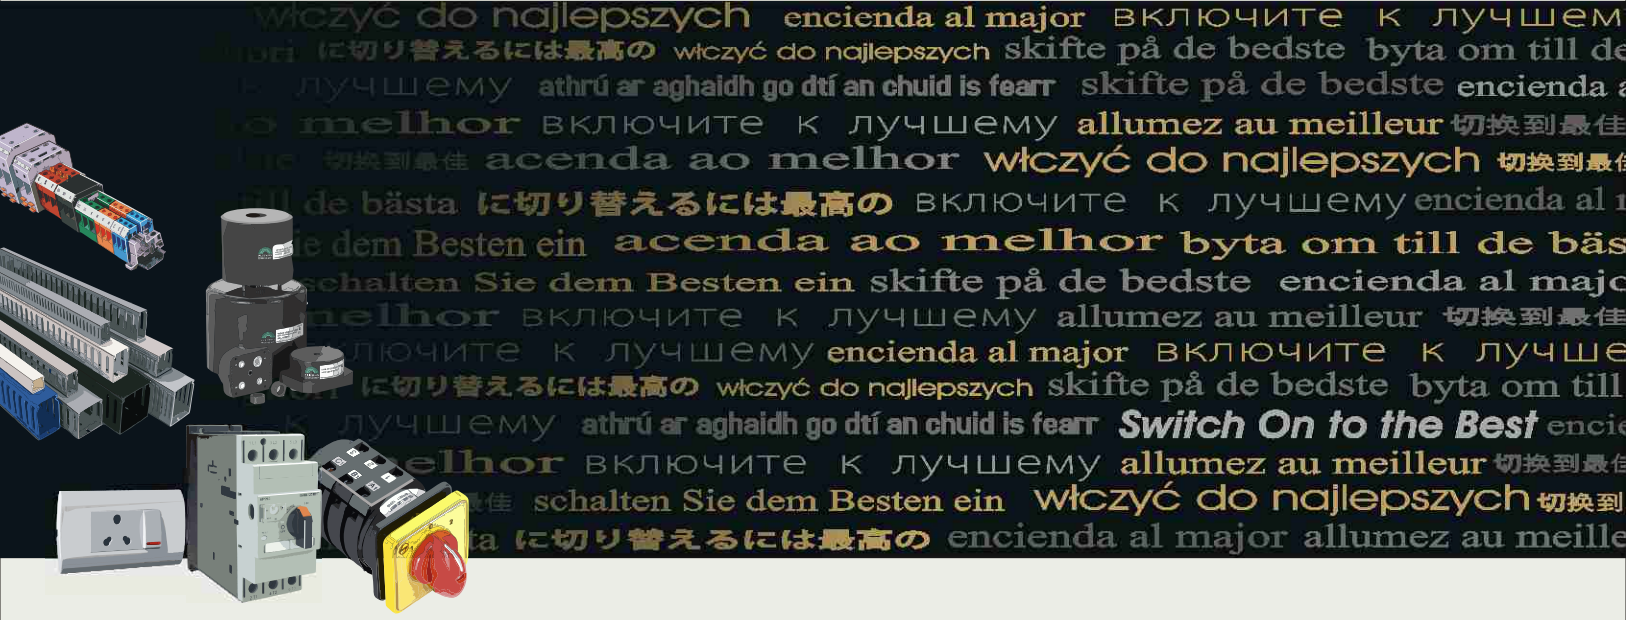 włczyć do najlepszych encienda al major включите к лучшем
に切り替えるには最高の włczyć do najlepszych skifte på de bedste byta om till de
к лучшему athrú ar aghaidh go dtí an chuid is fearr skifte på de bedste encienda a
o melhor включите к лучшему allumez au meilleur 切换到最佳
切换到最佳 acenda ao melhor włczyć do najlepszych 切换到最佳
till de bästa に切り替えるには最高の включите к лучшему encienda al
ie dem Besten ein acenda ao melhor byta om till de bäs
schalten Sie dem Besten ein skifte på de bedste encienda al majo
melhor включите к лучшему allumez au meilleur 切换到最佳
лючите к лучшему encienda al major включите к лучше
に切り替えるには最高の włczyć do najlepszych skifte på de bedste byta om till
к лучшему athrú ar aghaidh go dtí an chuid is fearr Switch On to the Best encie
elhor включите к лучшему allumez au meilleur 切换到最佳
佳 schalten Sie dem Besten ein włczyć do najlepszych 切换到
ta に切り替えるには最高の encienda al major allumez au meille